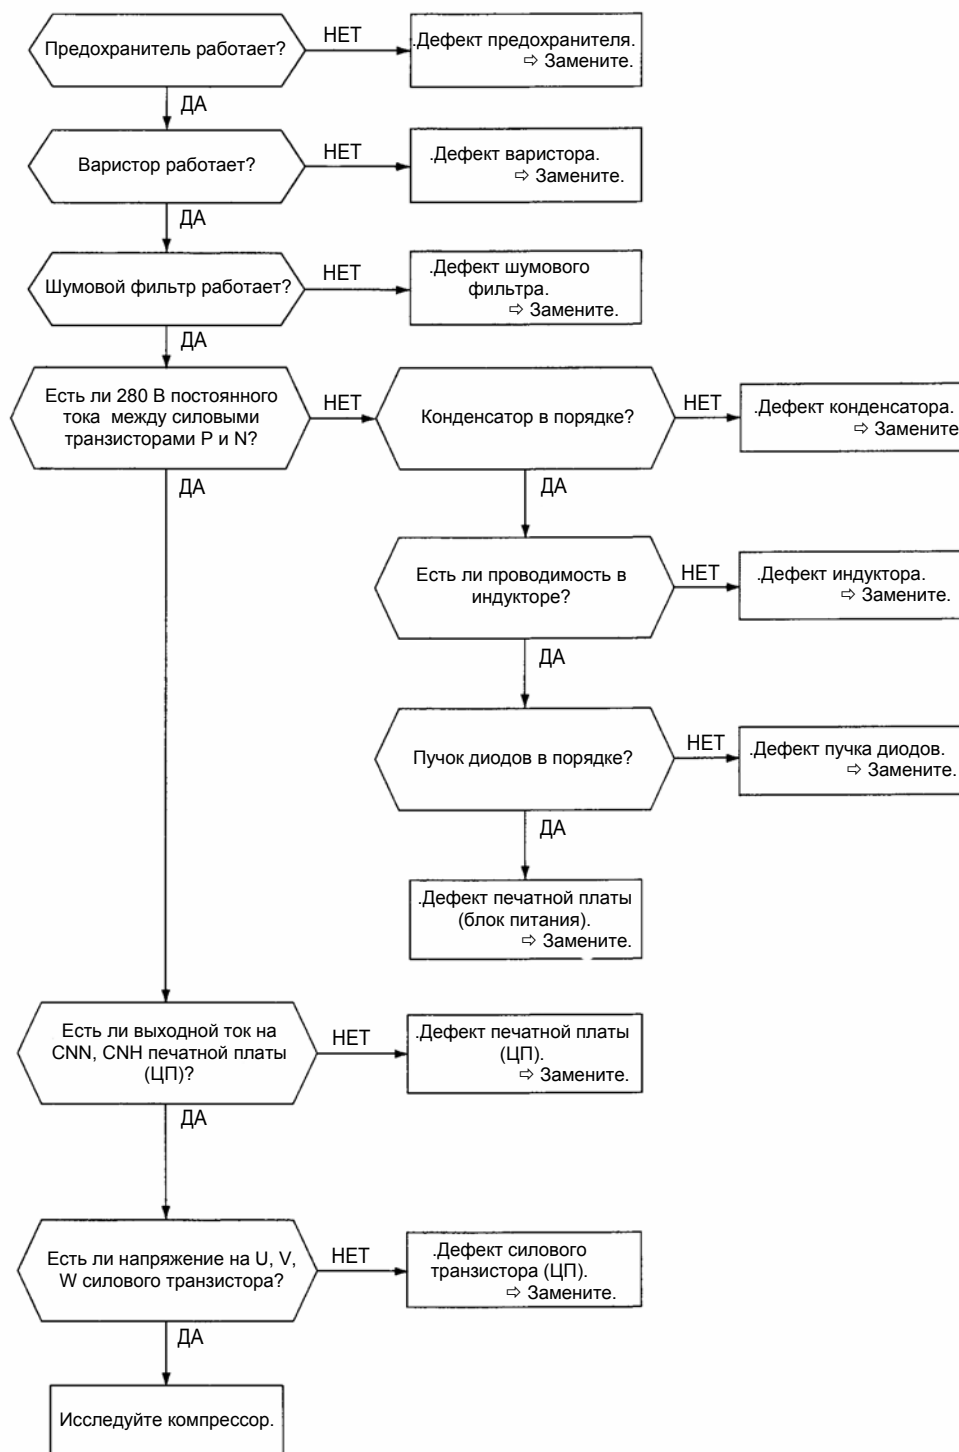 Предохранитель работает?
НЕТ
.Дефект предохранителя.
⇨ Замените.
ДА
Варистор работает?
НЕТ
.Дефект варистора.
⇨ Замените.
ДА
Шумовой фильтр работает?
НЕТ
.Дефект шумового
фильтра.
⇨ Замените.
ДА
Есть ли 280 В постоянного
тока между силовыми
транзисторами P и N?
НЕТ
Конденсатор в порядке?
НЕТ
.Дефект конденсатора.
⇨ Замените
ДА
ДА
Есть ли проводимость в
индукторе?
НЕТ
.Дефект индуктора.
⇨ Замените.
ДА
Пучок диодов в порядке?
НЕТ
.Дефект пучка диодов.
⇨ Замените.
ДА
.Дефект печатной платы
(блок питания).
⇨ Замените.
Есть ли выходной ток на
CNN, CNH печатной платы
(ЦП)?
НЕТ
.Дефект печатной платы
(ЦП).
⇨ Замените.
ДА
Есть ли напряжение на U, V,
W силового транзистора?
НЕТ
.Дефект силового
транзистора (ЦП).
⇨ Замените.
ДА
Исследуйте компрессор.